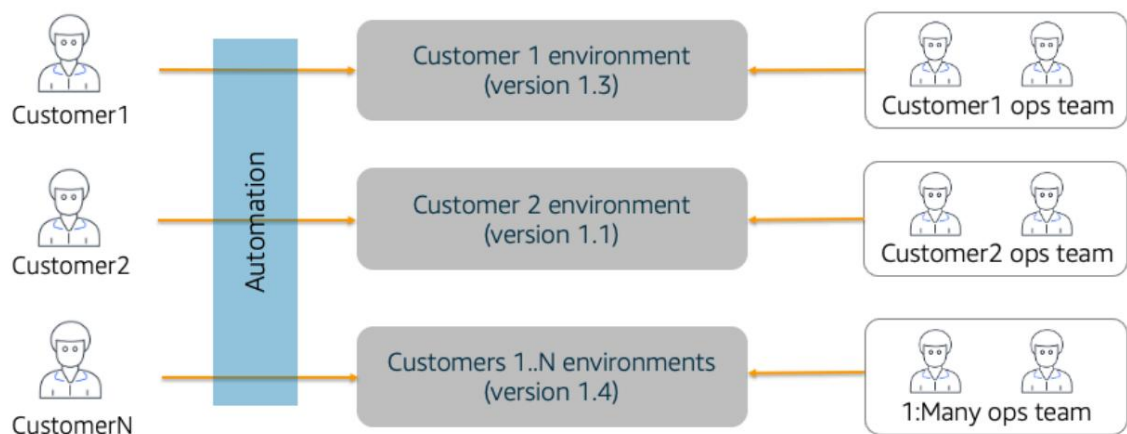 Customer1
Automation
Customer 1 environment
(version 1.3)
Customer1 ops team
Customer2
Customer 2 environment
(version 1.1)
Customer2 ops team
CustomerN
Customers 1..N environments
(version 1.4)
1:Many ops team